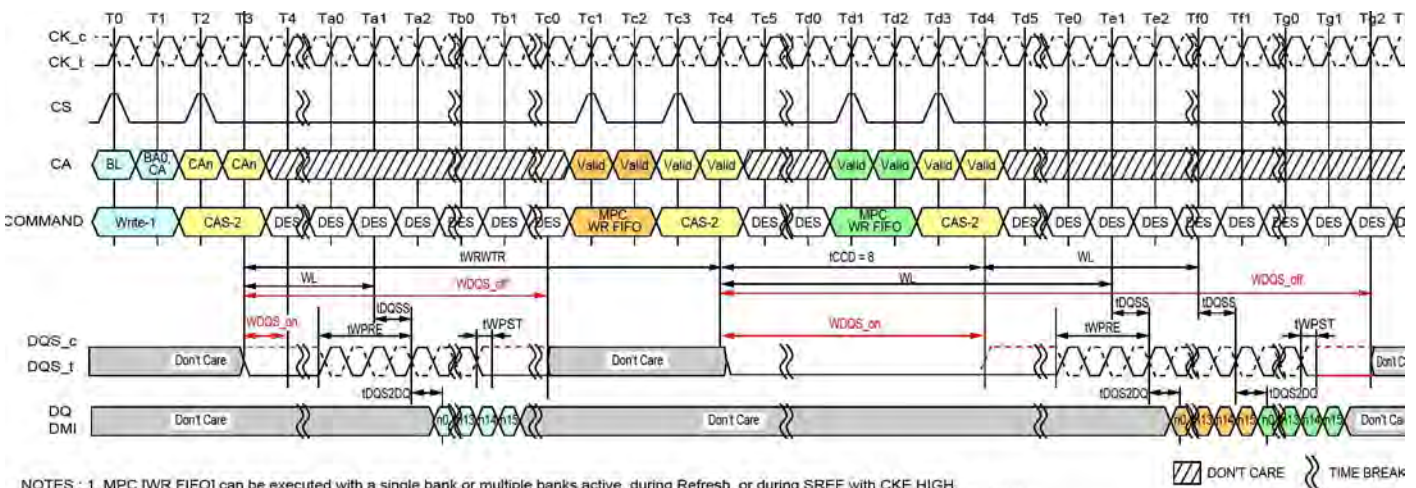 T0 T1 T2 T3 T4 Ta0 Ta1 Ta2 Tb0 Tb1 Tc0 Tc1 Tc2 Tc3 Tc4 Tc5 Td0 Td1 Td2 Td3 Td4 Td5 Te0 Te1 Te2 Tf0 Tf1 Tg0 Tg1 Tg2
CK_c
CK_t
CS
CA BL BA0, CA CAn CAn Valid Valid Valid Valid Valid Valid Valid Valid
COMMAND Write-1 CAS-2 DES DES DES DES DES DES DES MPC WR FIFO CAS-2 DES DES MPC WR FIFO CAS-2 DES DES DES DES DES DES DES DES DES
tWRWTR tCCD = 8 WL
WL WDQS_off WL WDQS_off
tDQSS tDQSS tDQSS
WDQS_on tWPRE tWPST WDQS_on tWPRE tWPST
DQS_c
DQS_t
Don't Care Don't Care Don't Care
tDQS2DQ tDQS2DQ tDQS2DQ
DQ
DMI
Don't Care n0 n13 n14 n15 Don't Care n0 n13 n14 n15 n0 n13 n14 n15 Don't Ca
DON'T CARE TIME BREAK
NOTES : 1. MPC [WR FIFO] can be executed with a single bank or multiple banks active, during Refresh, or during SREF with CKE HIGH.